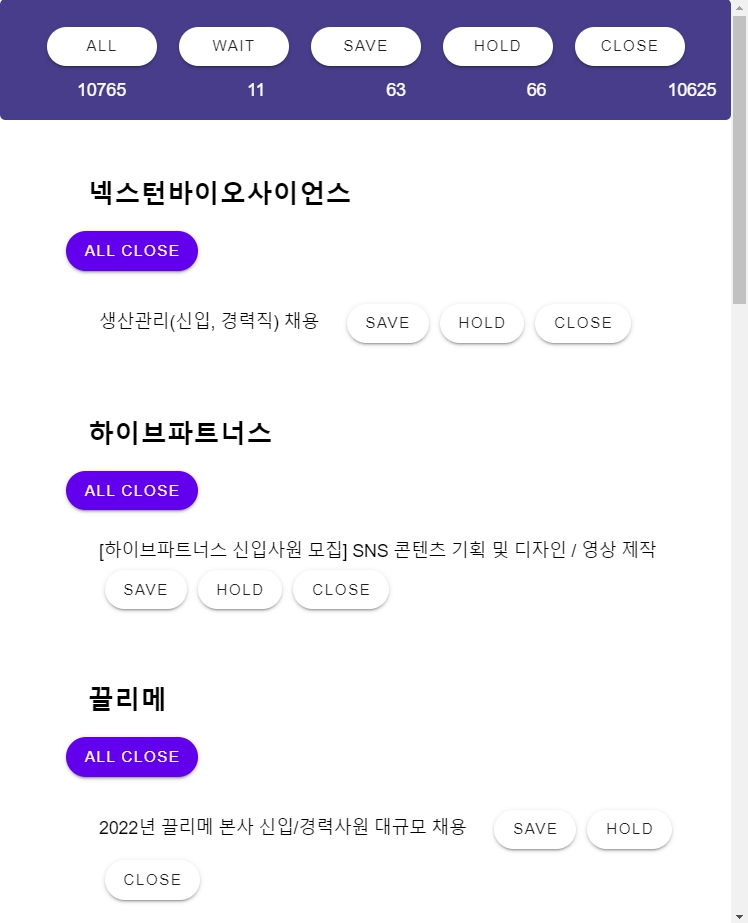 ALL WAIT SAVE HOLD CLOSE
10765 11 63 66 10625
넥스턴바이오사이언스
ALL CLOSE
생산관리(신입, 경력직) 채용 SAVE HOLD CLOSE
하이브파트너스
ALL CLOSE
[하이브파트너스 신입사원 모집] SNS 콘텐츠 기획 및 디자인 / 영상 제작
SAVE HOLD CLOSE
끌리메
ALL CLOSE
2022년 끌리메 본사 신입/경력사원 대규모 채용 SAVE HOLD
CLOSE